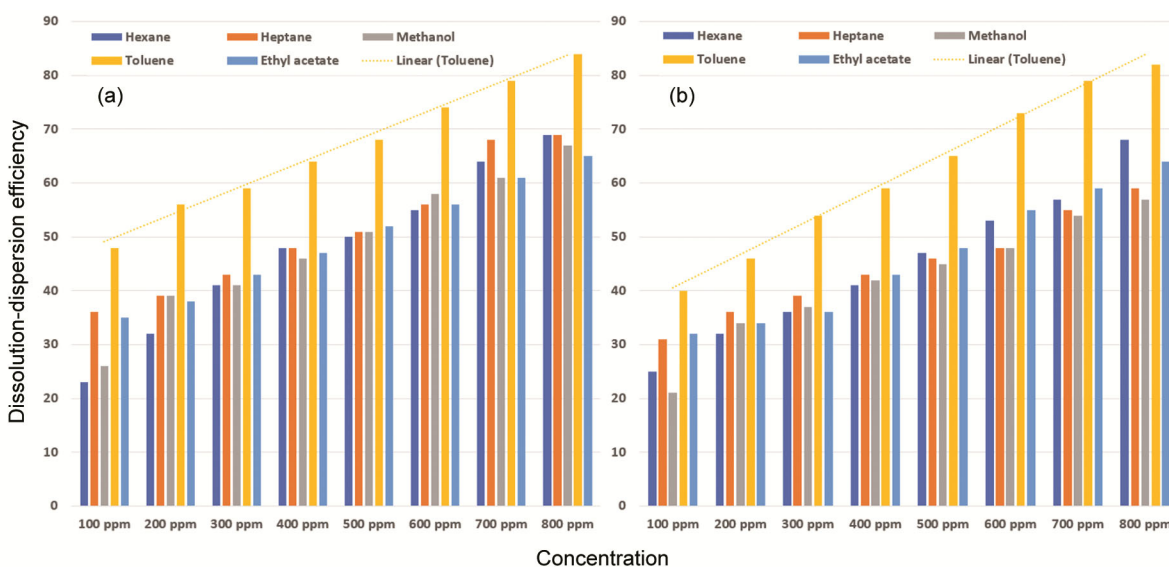 Dissolution-dispersion efficiency
90
80
70
60
50
40
30
20
10
0
Hexane Heptane Methanol
Toluene Ethyl acetate Linear (Toluene)
(a)
100 ppm 200 ppm 300 ppm 400 ppm 500 ppm 600 ppm 700 ppm 800 ppm
90
80
70
60
50
40
30
20
10
0
Hexane Heptane Methanol
Toluene Ethyl acetate Linear (Toluene)
(b)
100 ppm 200 ppm 300 ppm 400 ppm 500 ppm 600 ppm 700 ppm 800 ppm
Concentration